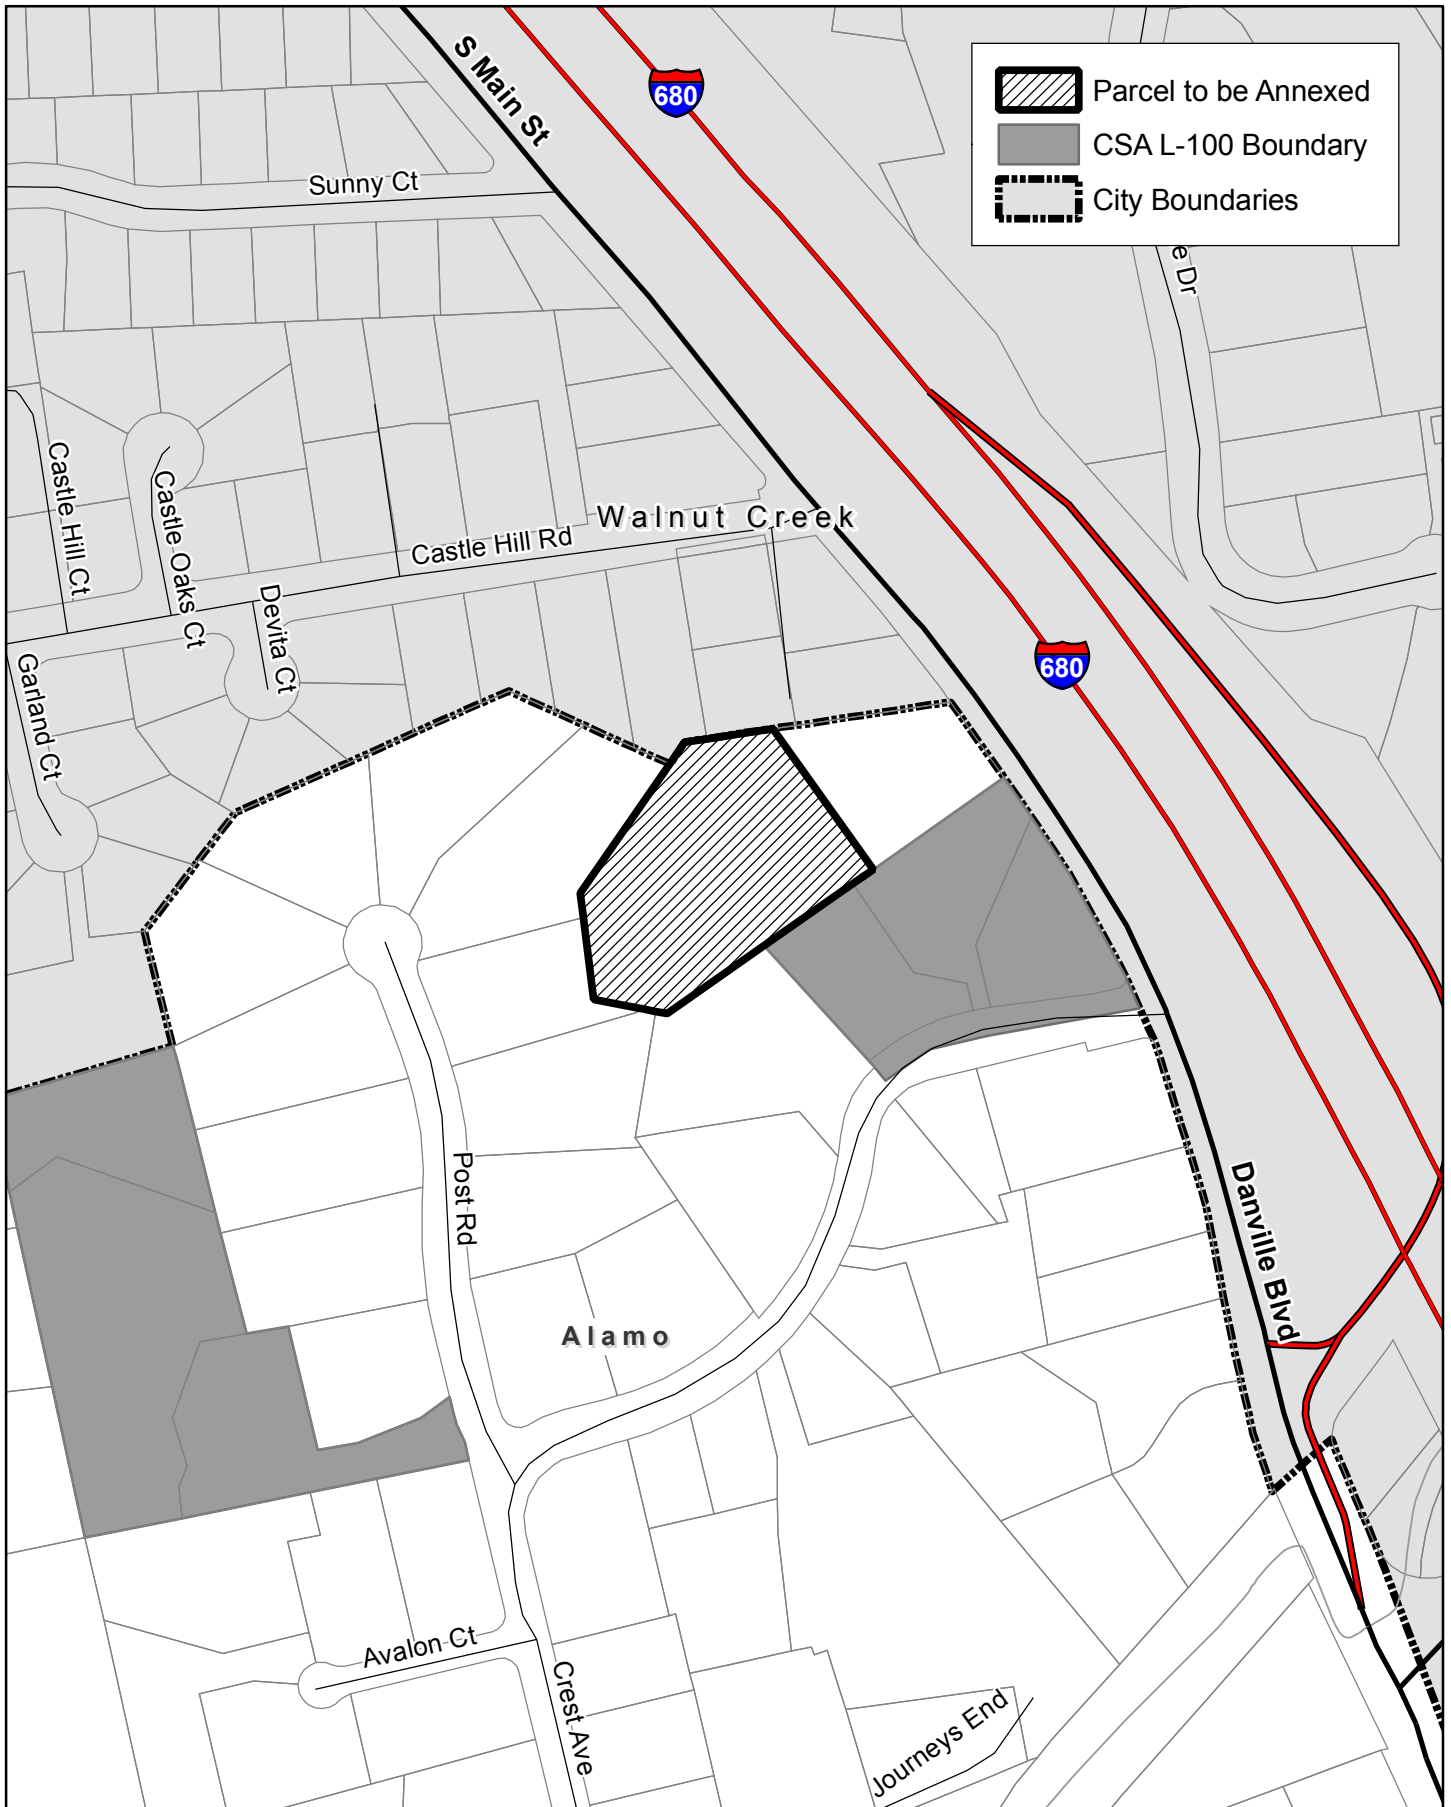 S Main St
680
Parcel to be Annexed
CSA L-100 Boundary
City Boundaries
Sunny Ct
e Dr
Castle Hill Ct
Castle Oaks Ct
Walnut Creek
Castle Hill Rd
Devita Ct
Garland Ct
680
Post Rd
Danville Blvd
Alamo
Avalon Ct
Crest Ave
Journeys End